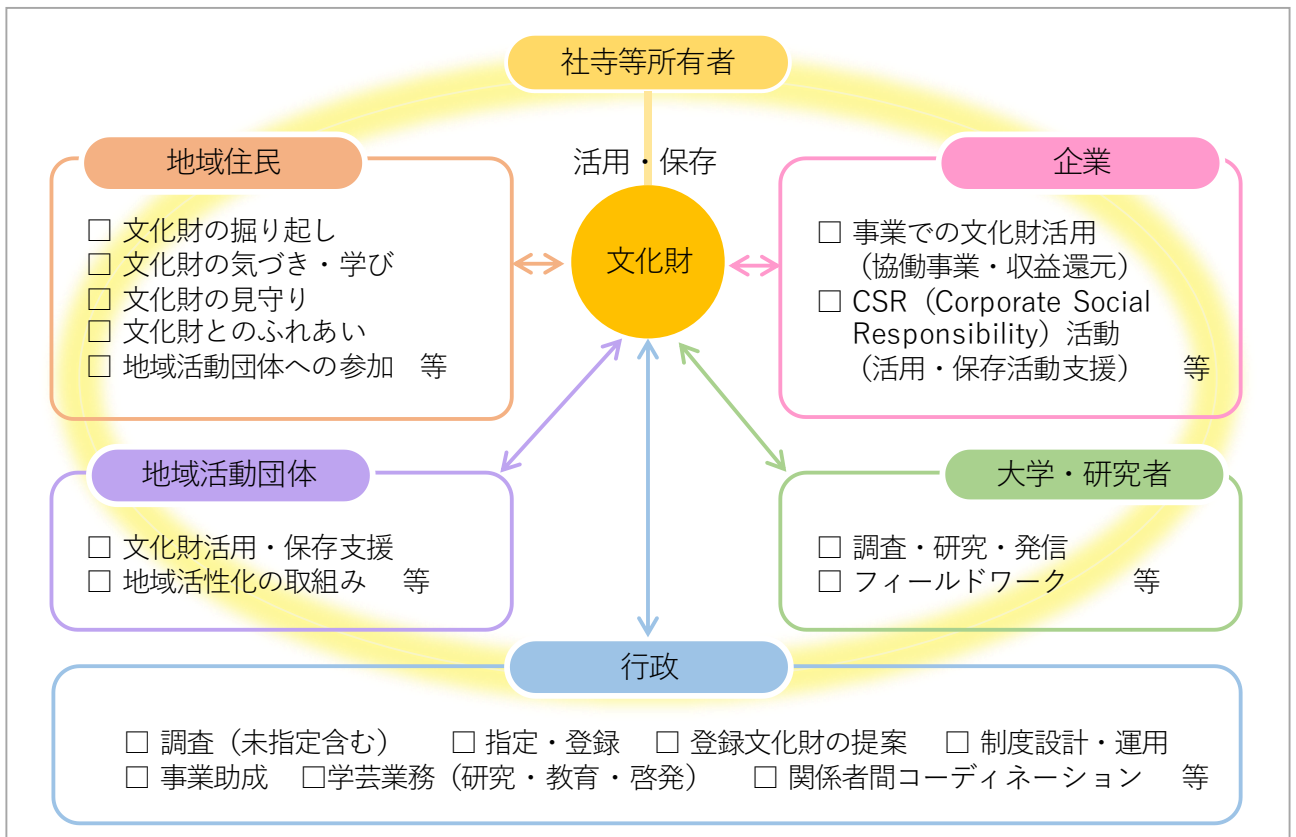 社寺等所有者
活用・保存
文化財
地域住民
□ 文化財の掘り起し
□ 文化財の気づき・学び
□ 文化財の見守り
□ 文化財とのふれあい
□ 地域活動団体への参加　等
企業
□ 事業での文化財活用
（協働事業・収益還元）
□ CSR（Corporate Social
Responsibility）活動
（活用・保存活動支援）　等
地域活動団体
□ 文化財活用・保存支援
□ 地域活性化の取組み　等
大学・研究者
□ 調査・研究・発信
□ フィールドワーク　等
行政
□ 調査（未指定含む）　□ 指定・登録　□ 登録文化財の提案　□ 制度設計・運用
□ 事業助成　□学芸業務（研究・教育・啓発）　□ 関係者間コーディネーション　等